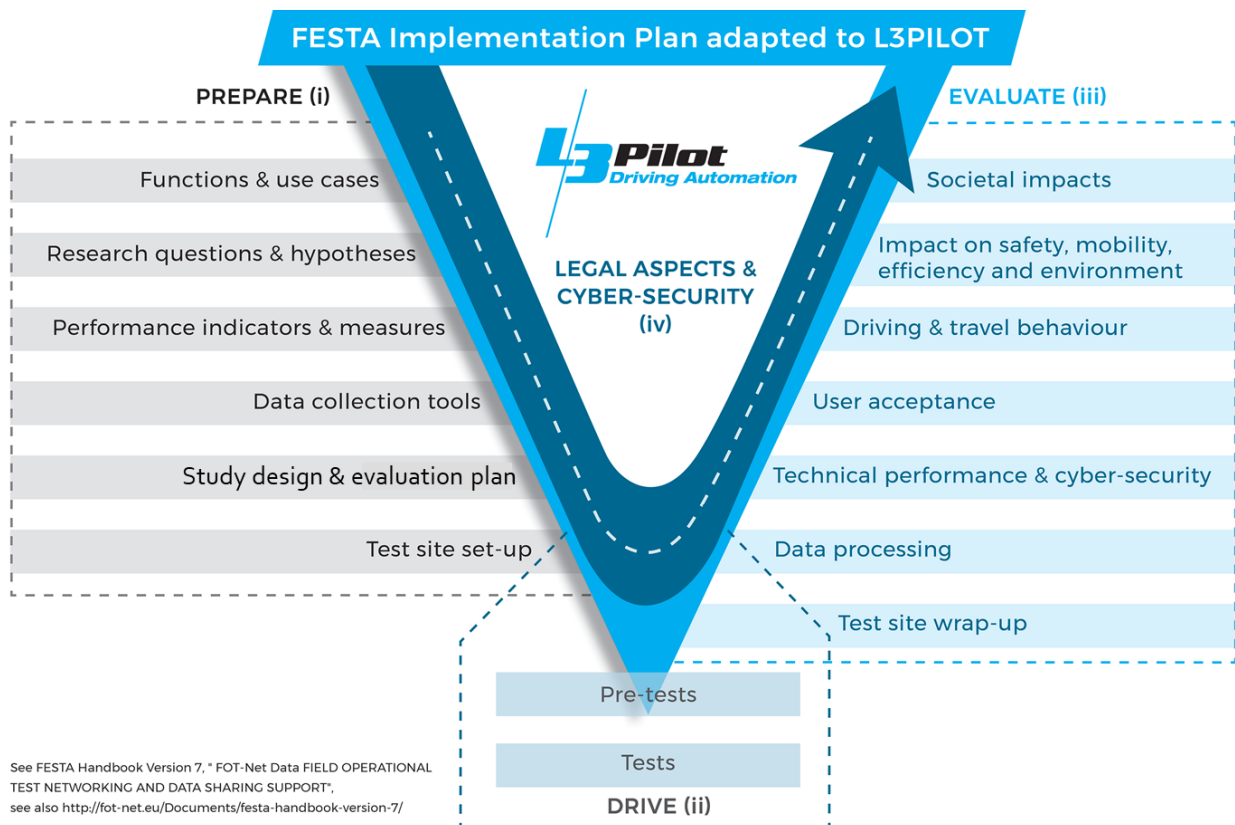 FESTA Implementation Plan adapted to L3PILOT
PREPARE (i)
Functions & use cases
Research questions & hypotheses
Performance indicators & measures
Data collection tools
Study design & evaluation plan
Test site set-up
L3Pilot
Driving Automation
LEGAL ASPECTS &
CYBER-SECURITY
(iv)
EVALUATE (iii)
Societal impacts
Impact on safety, mobility,
efficiency and environment
Driving & travel behaviour
User acceptance
Technical performance & cyber-security
Data processing
Test site wrap-up
Pre-tests
Tests
DRIVE (ii)
See FESTA Handbook Version 7, " FOT-Net Data FIELD OPERATIONAL
TEST NETWORKING AND DATA SHARING SUPPORT",
see also http://fot-net.eu/Documents/festa-handbook-version-7/